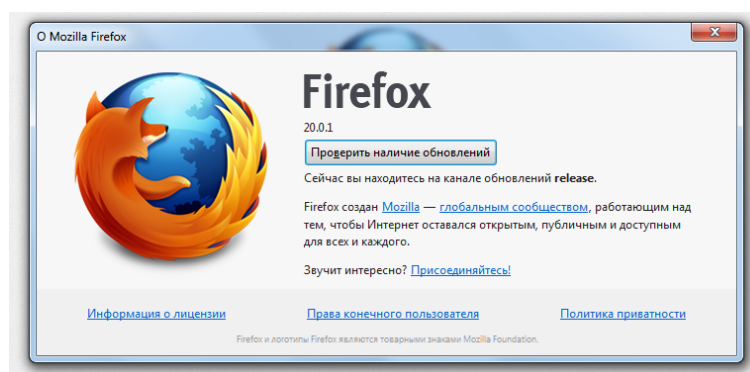 О Mozilla Firefox
Firefox
20.0.1
Проверить наличие обновлений
Сейчас вы находитесь на канале обновлений release.
Firefox создан Mozilla — глобальным сообществом, работающим над
тем, чтобы Интернет оставался открытым, публичным и доступным
для всех и каждого.
Звучит интересно? Присоединяйтесь!
Информация о лицензии Права конечного пользователя Политика приватности
Firefox и логотипы Firefox являются товарными знаками Mozilla Foundation.